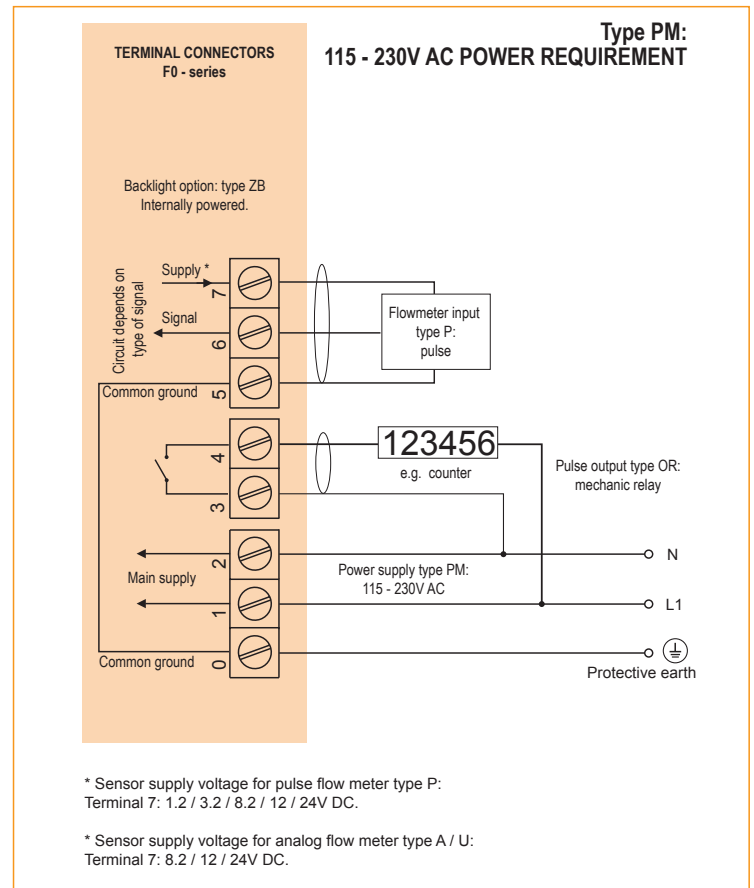 Type PM:
115 - 230V AC POWER REQUIREMENT
TERMINAL CONNECTORS
F0 - series
Backlight option: type ZB
Internally powered.
Circuit depends on
type of signal
Supply *
7
Signal
6
Common ground
5
Flowmeter input
type P:
pulse
4
3
123456
e.g. counter
Pulse output type OR:
mechanic relay
2
Main supply
1
Power supply type PM:
115 - 230V AC
N
L1
Common ground
0
Protective earth
* Sensor supply voltage for pulse flow meter type P:
Terminal 7: 1.2 / 3.2 / 8.2 / 12 / 24V DC.
* Sensor supply voltage for analog flow meter type A / U:
Terminal 7: 8.2 / 12 / 24V DC.